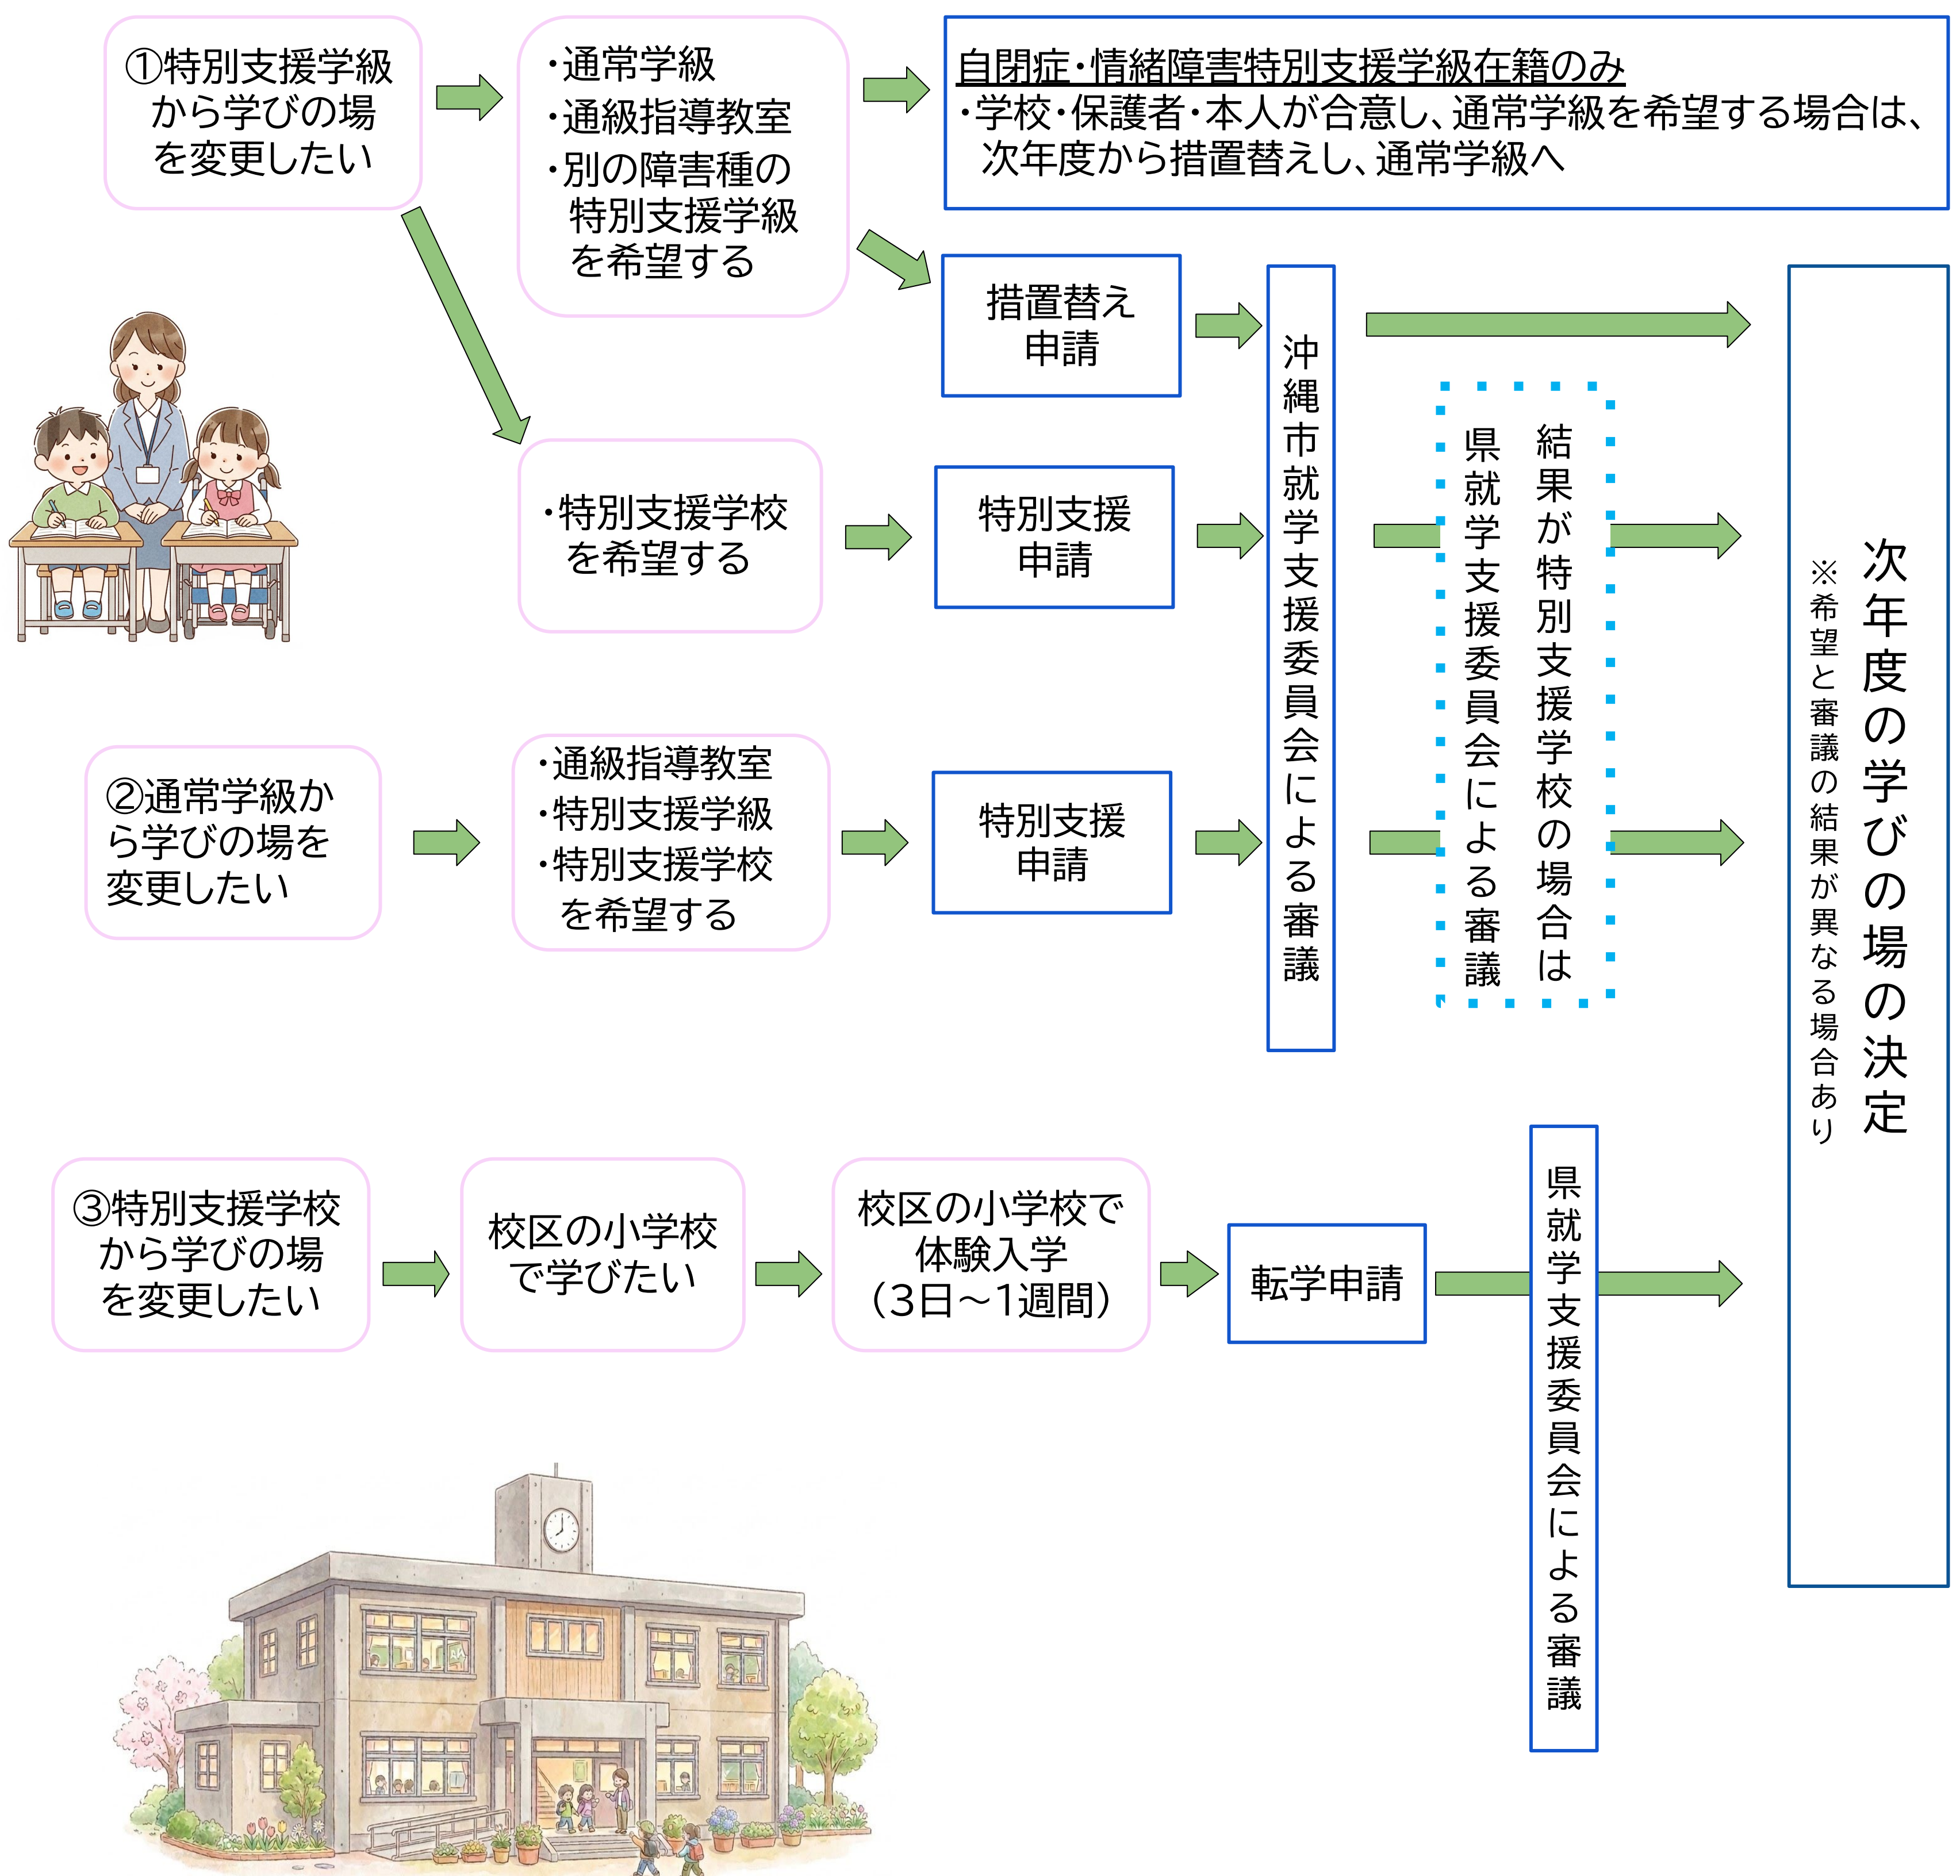 ①特別支援学級
から学びの場
を変更したい
・通常学級
・通級指導教室
・別の障害種の
特別支援学級
を希望する
自閉症・情緒障害特別支援学級在籍のみ
・学校・保護者・本人が合意し、通常学級を希望する場合は、
次年度から措置替えし、通常学級へ
措置替え
申請
・特別支援学校
を希望する
特別支援
申請
②通常学級か
ら学びの場を
変更したい
・通級指導教室
・特別支援学級
・特別支援学校
を希望する
特別支援
申請
沖縄市就学支援委員会による審議
結果が特別支援学校の場合は
県就学支援委員会による審議
③特別支援学校
から学びの場
を変更したい
校区の小学校
で学びたい
校区の小学校で
体験入学
（3日～1週間）
転学申請
県就学支援委員会による審議
次年度の学びの場の決定
※希望と審議の結果が異なる場合あり